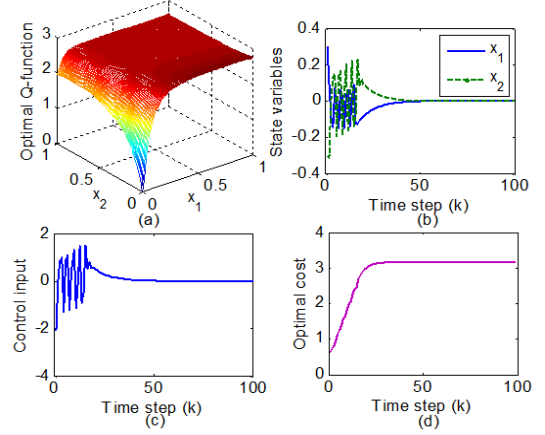 3
2
1
0
Optimal Q-function
1
0.5
0
x2
0
0.5
1
x1
(a)
0.4
0.2
0
-0.2
-0.4
State variables
x1
x2
0
50
100
Time step (k)
(b)
2
0
-2
-4
Control input
0
50
100
Time step (k)
(c)
4
3
2
1
0
Optimal cost
0
50
100
Time step (k)
(d)